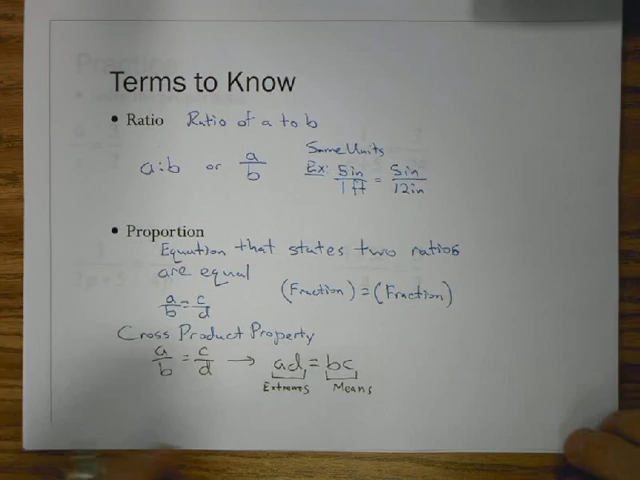 Terms to Know
• Ratio Ratio of a to b
a:b or a/b
Same Units
Ex: 5in/1ft = 5in/12in
• Proportion
Equation that states two ratios
are equal
a/b = c/d (Fraction) = (Fraction)
Cross Product Property
a/b = c/d → ad = bc
Extremes Means